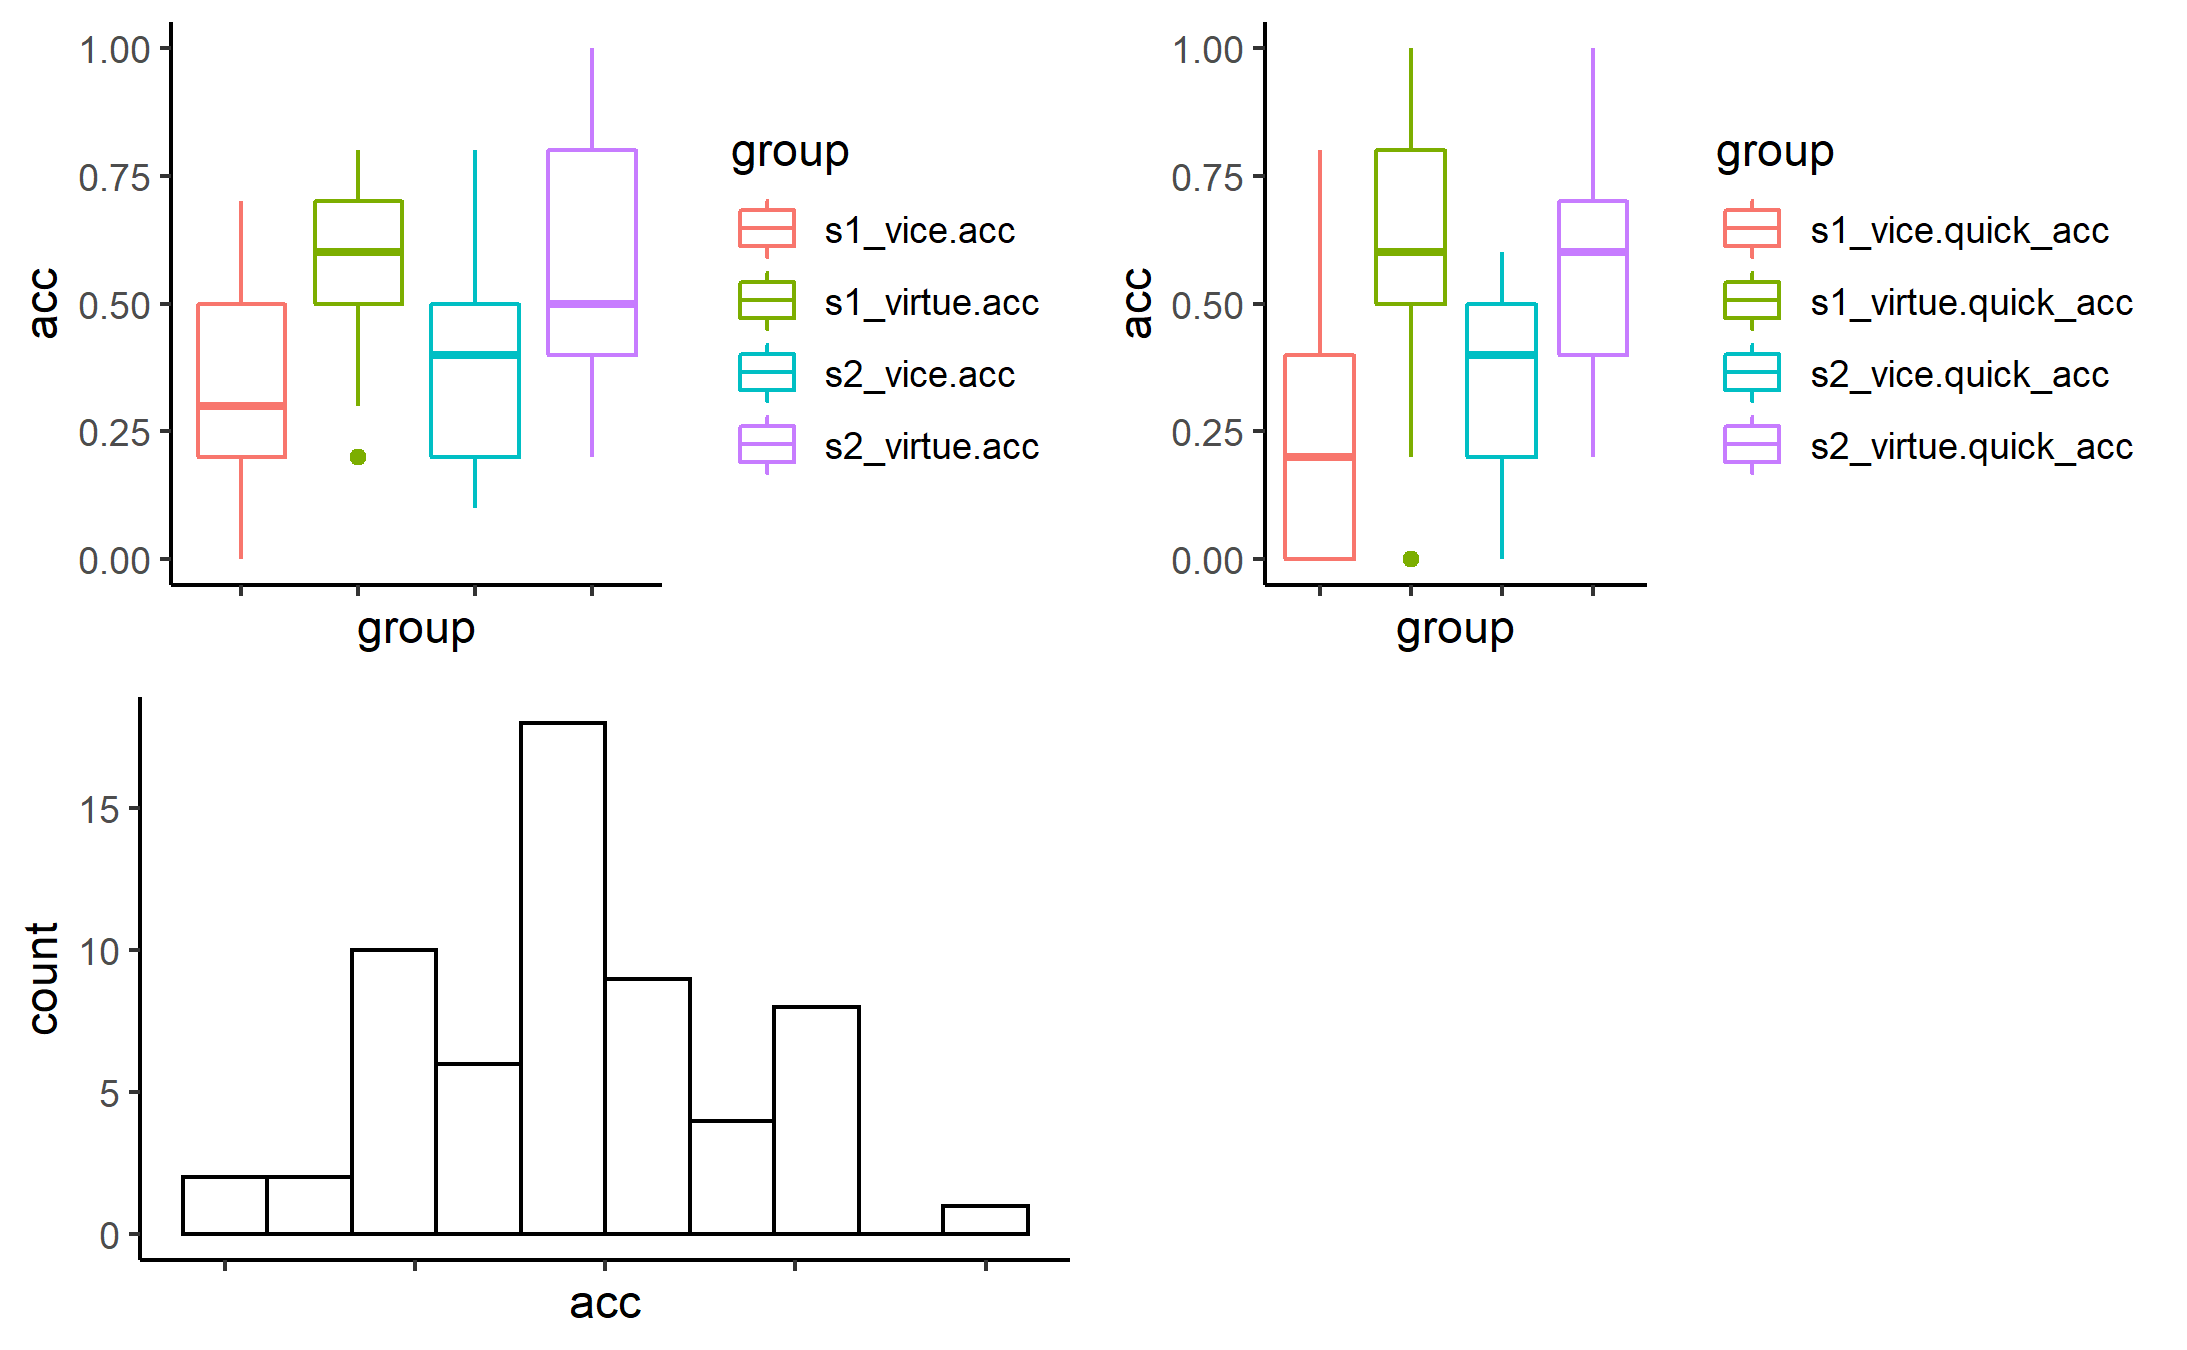 1.00
0.75
0.50
0.25
0.00
acc
group
group
s1_vice.acc
s1_virtue.acc
s2_vice.acc
s2_virtue.acc
1.00
0.75
0.50
0.25
0.00
acc
group
group
s1_vice.quick_acc
s1_virtue.quick_acc
s2_vice.quick_acc
s2_virtue.quick_acc
15
10
5
0
count
acc